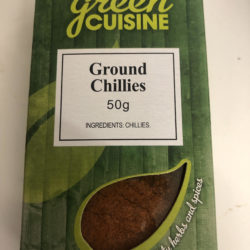 green
CUISINE
Ground
Chillies
50g
INGREDIENTS: CHILLIES.
herbs and spices